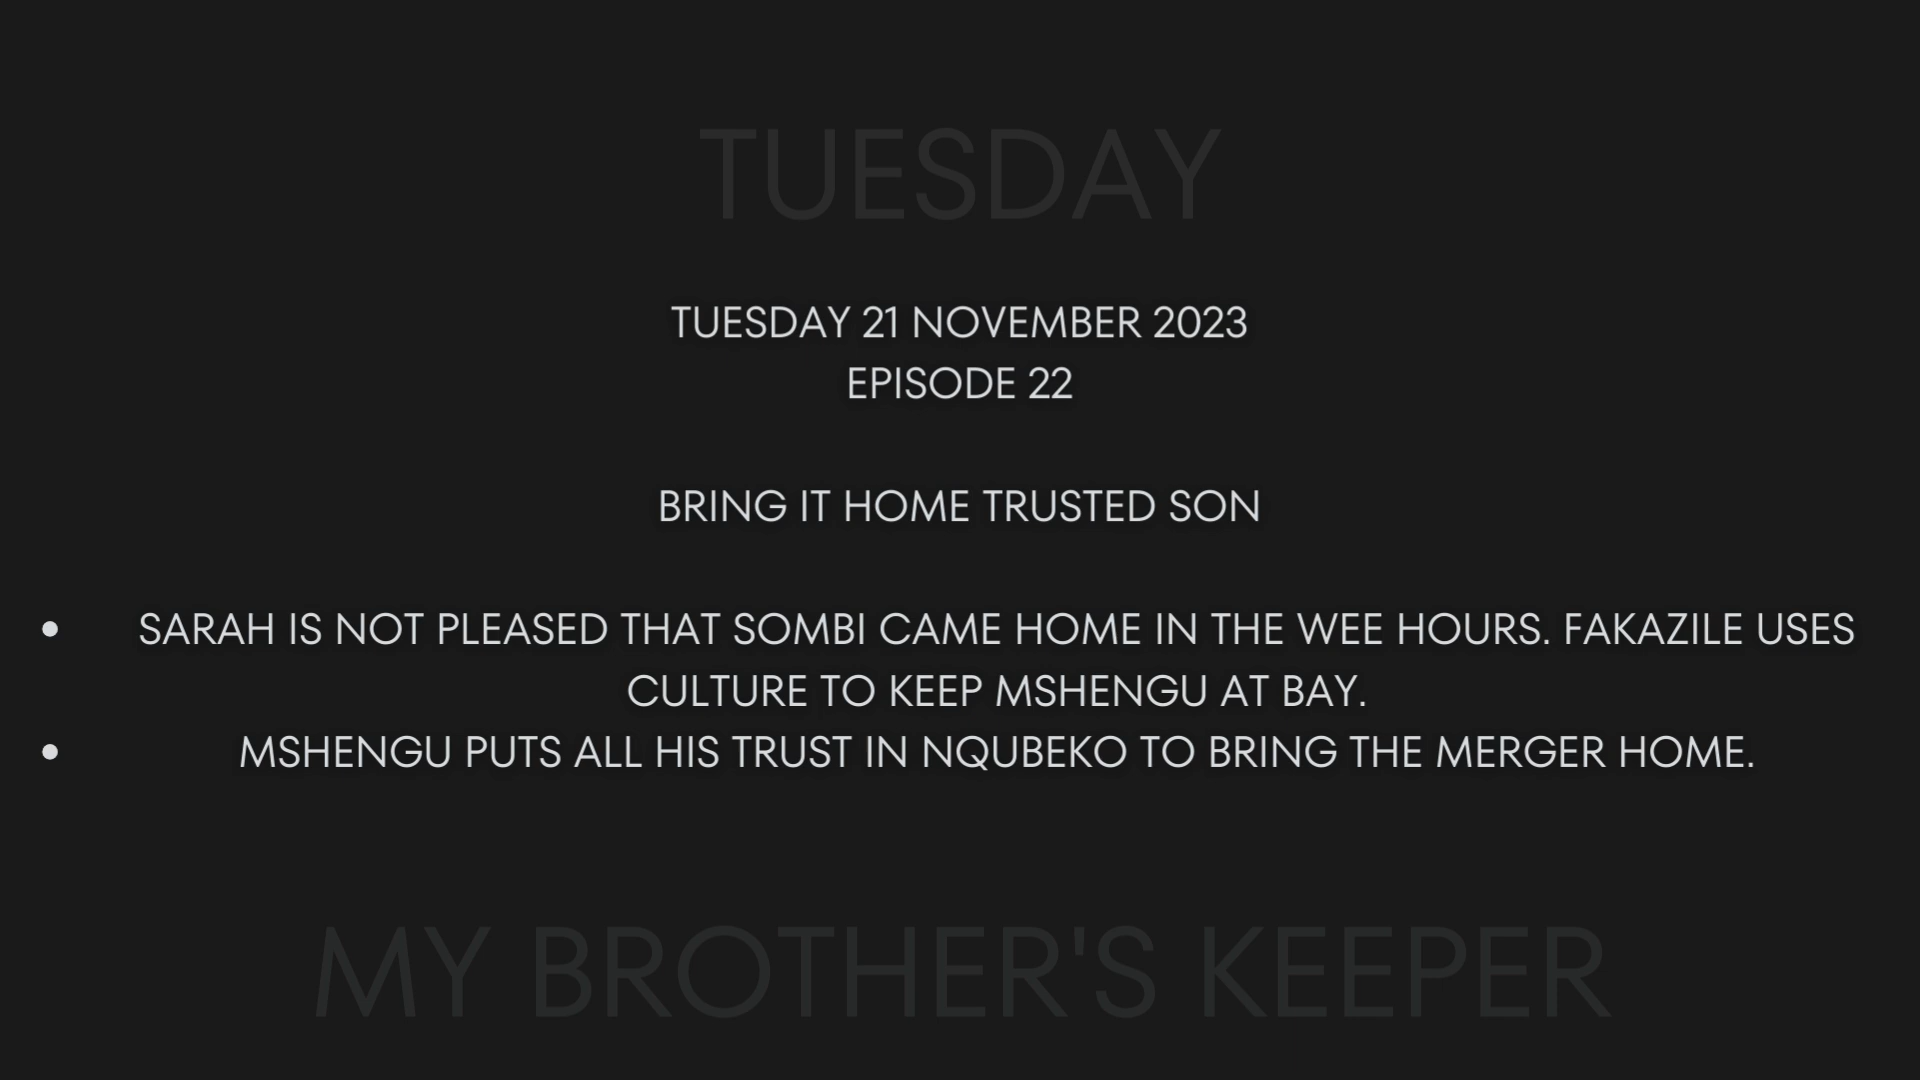 TUESDAY
TUESDAY 21 NOVEMBER 2023
EPISODE 22
BRING IT HOME TRUSTED SON
• SARAH IS NOT PLEASED THAT SOMBI CAME HOME IN THE WEE HOURS. FAKAZILE USES
CULTURE TO KEEP MSHENGU AT BAY.
• MSHENGU PUTS ALL HIS TRUST IN NQUBEKO TO BRING THE MERGER HOME.
MY BROTHER'S KEEPER